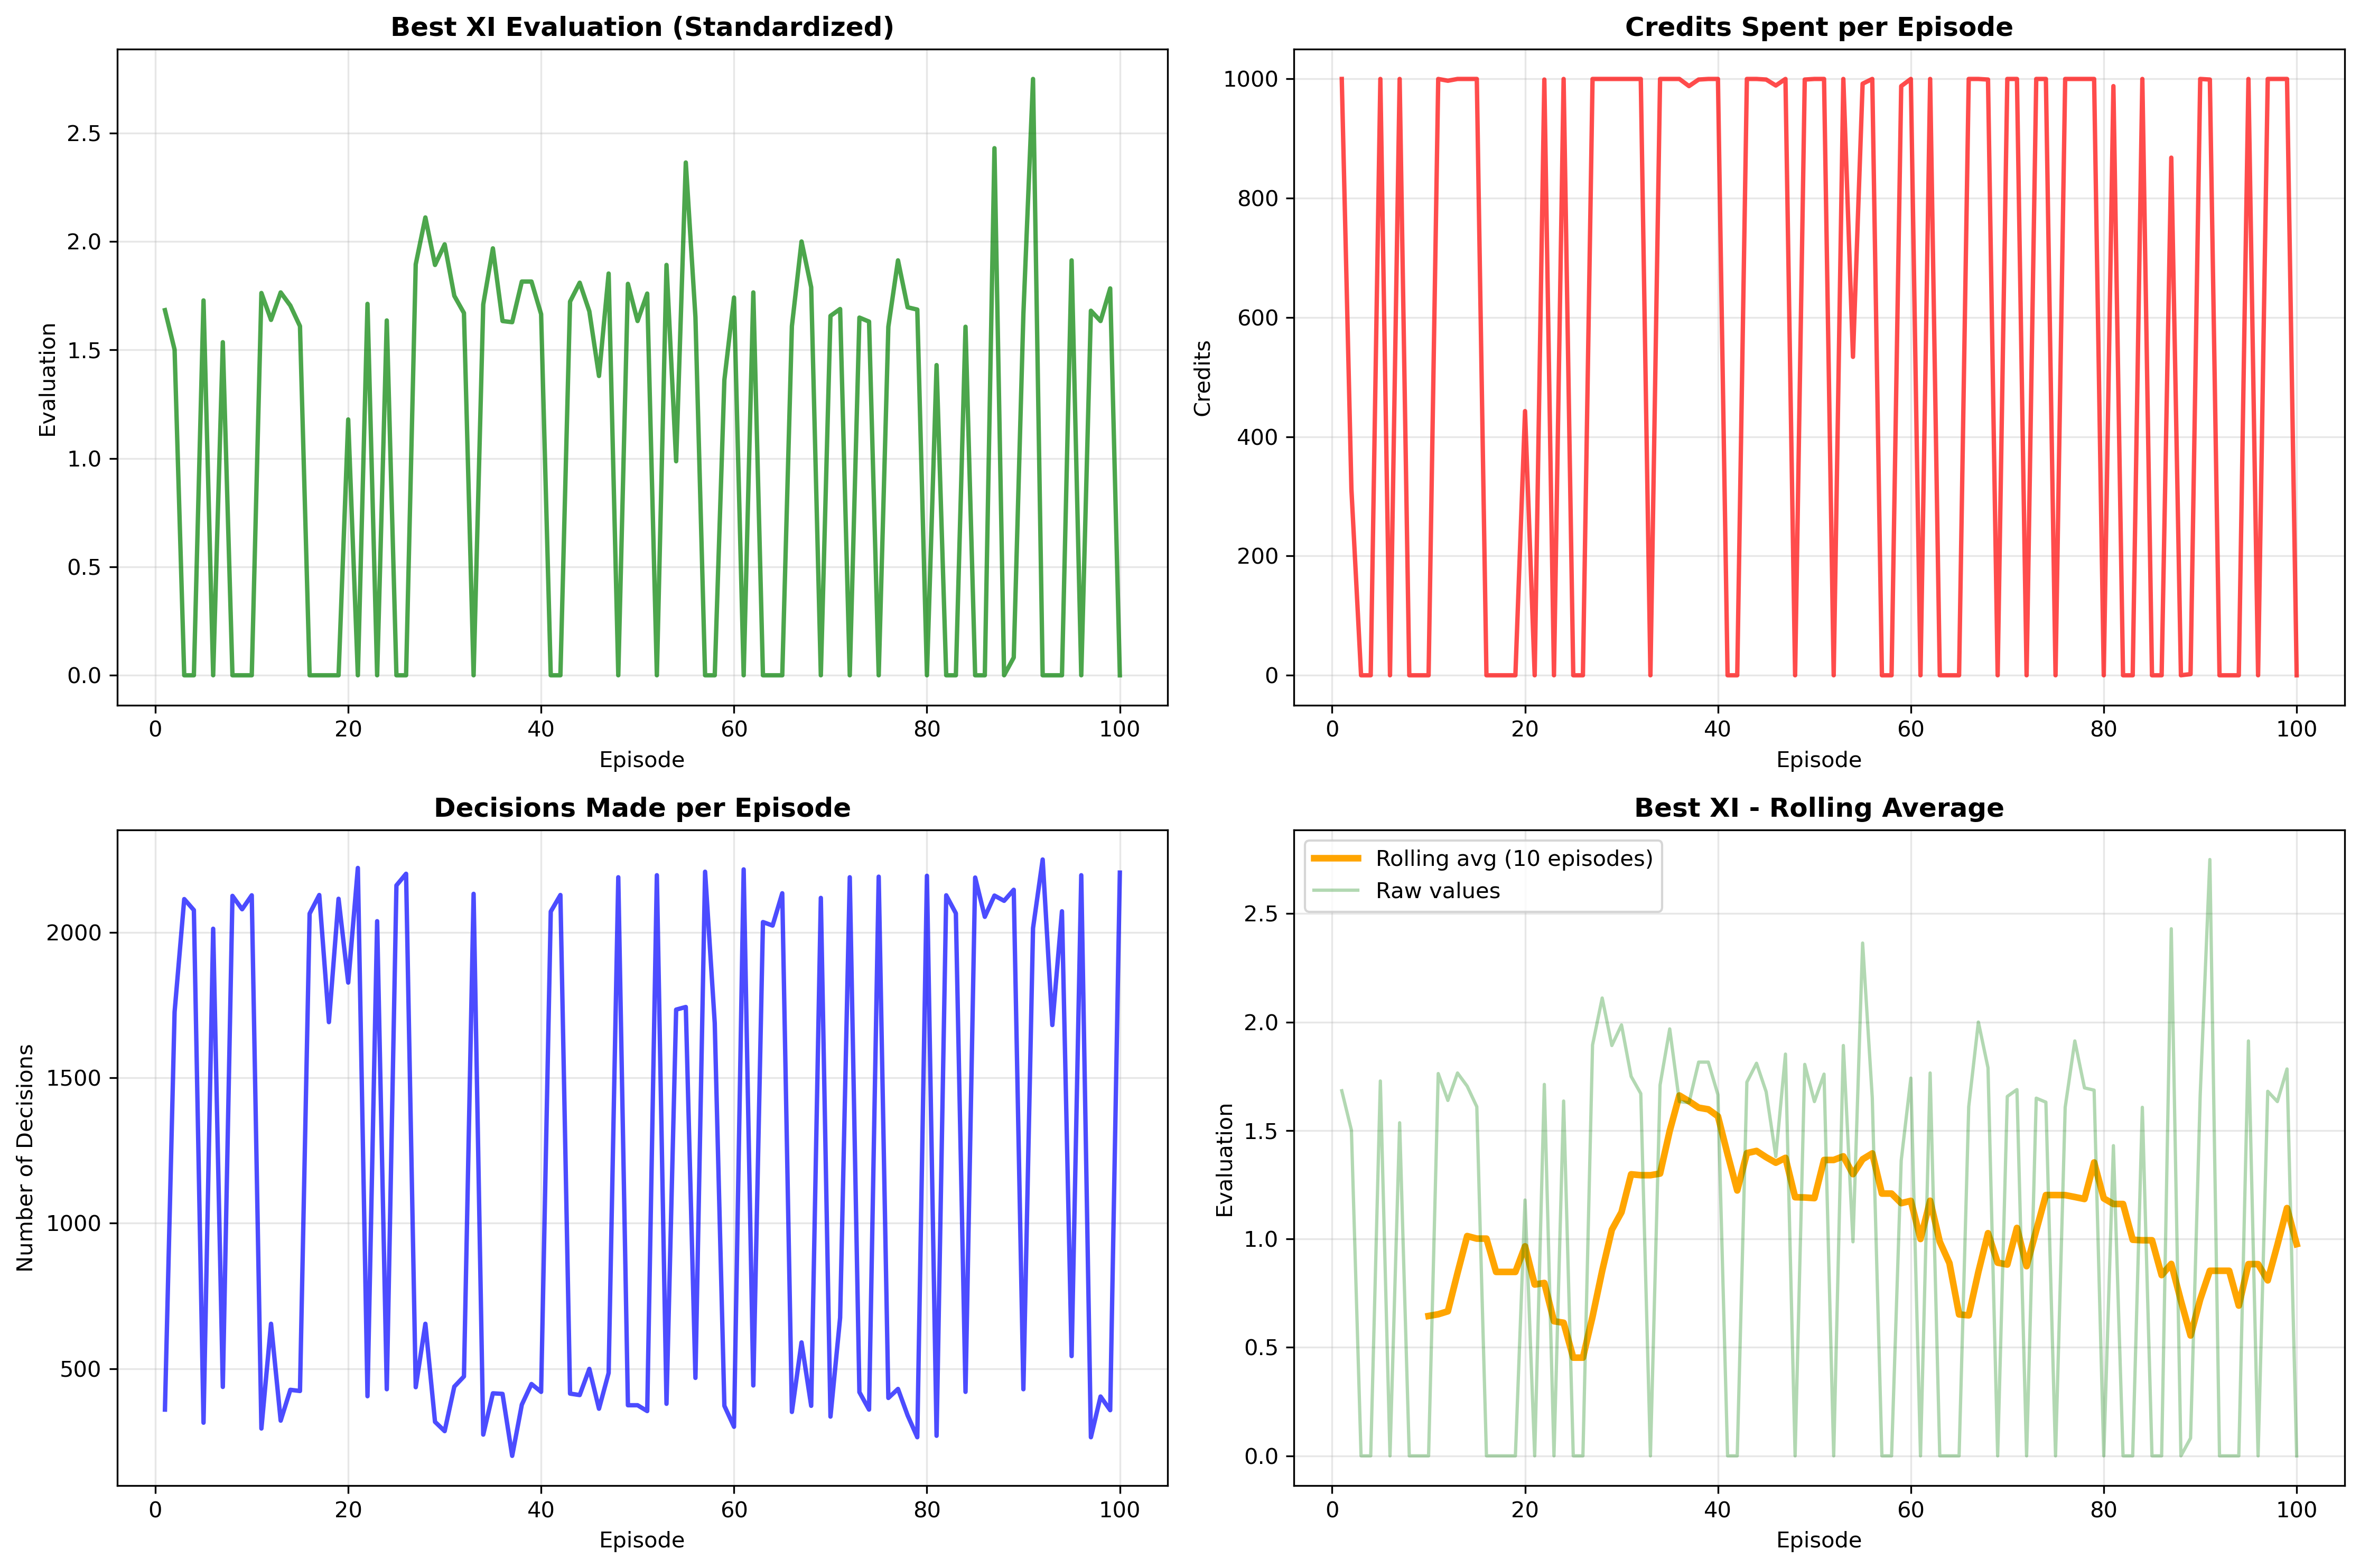 Best XI Evaluation (Standardized)
Evaluation
2.5
2.0
1.5
1.0
0.5
0.0
0 20 40 60 80 100
Episode
Credits Spent per Episode
Credits
1000
800
600
400
200
0
0 20 40 60 80 100
Episode
Decisions Made per Episode
Number of Decisions
2000
1500
1000
500
0 20 40 60 80 100
Episode
Best XI - Rolling Average
Rolling avg (10 episodes)
Raw values
Evaluation
2.5
2.0
1.5
1.0
0.5
0.0
0 20 40 60 80 100
Episode